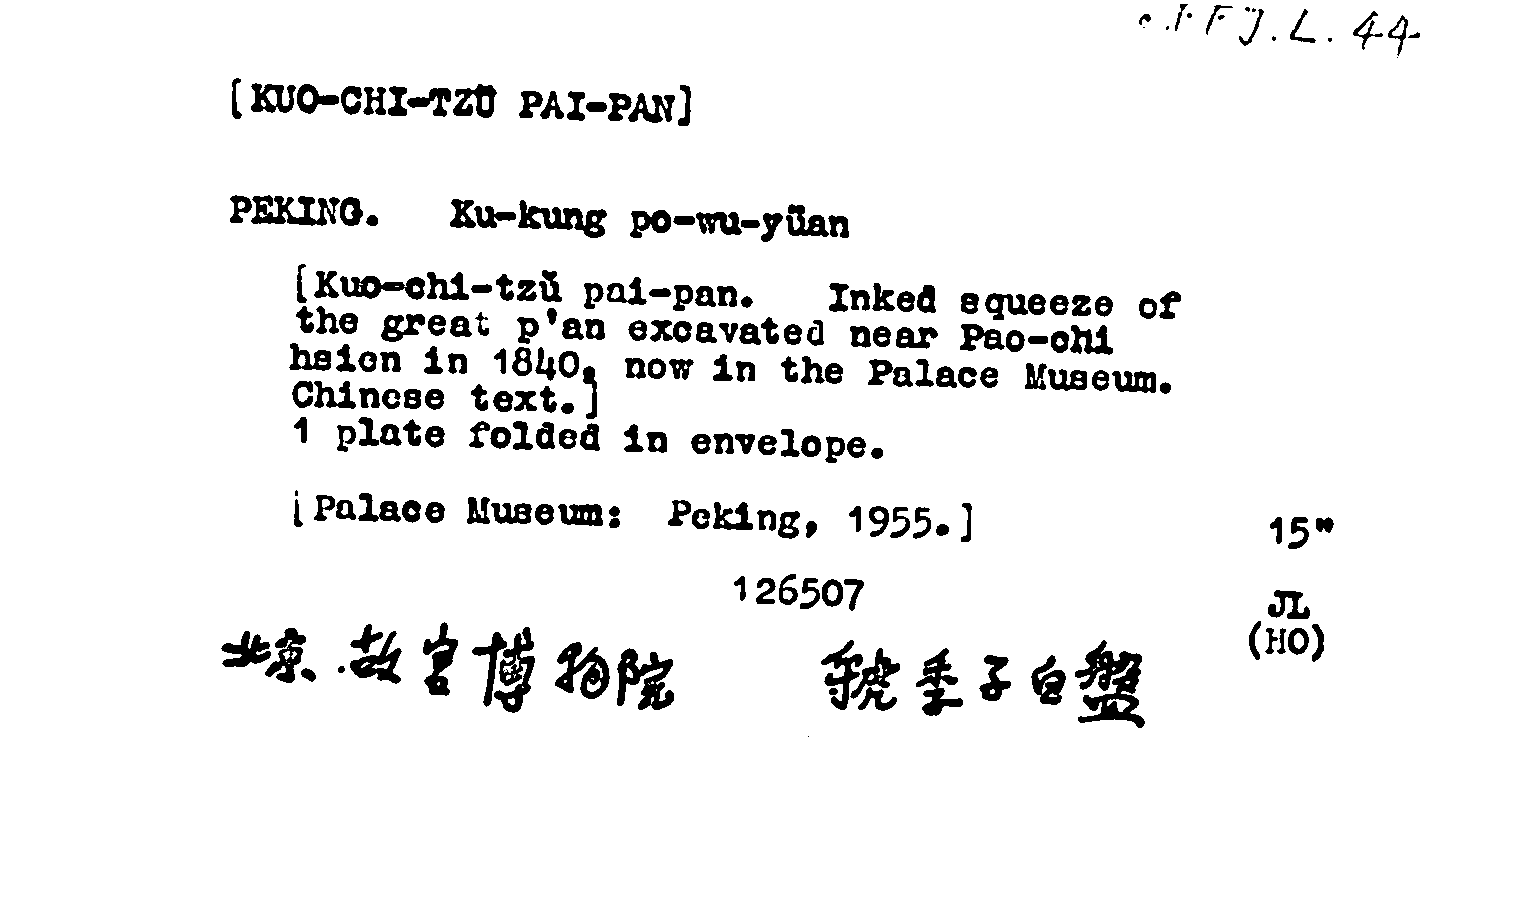 FFJ.L. 44
[KUO-CHI-TZŬ PAI-PAN]
PEKING. Ku-kung po-wu-yüan
[Kuo-chi-tzŭ pai-pan. Inked squeeze of
the great p'an excavated near Pao-chi
hsien in 1840, now in the Palace Museum.
Chinese text.]
1 plate folded in envelope.
[Palace Museum: Peking, 1955.]
15"
126507
JL
(HO)
北京.故宮博物院 虢季子白盤